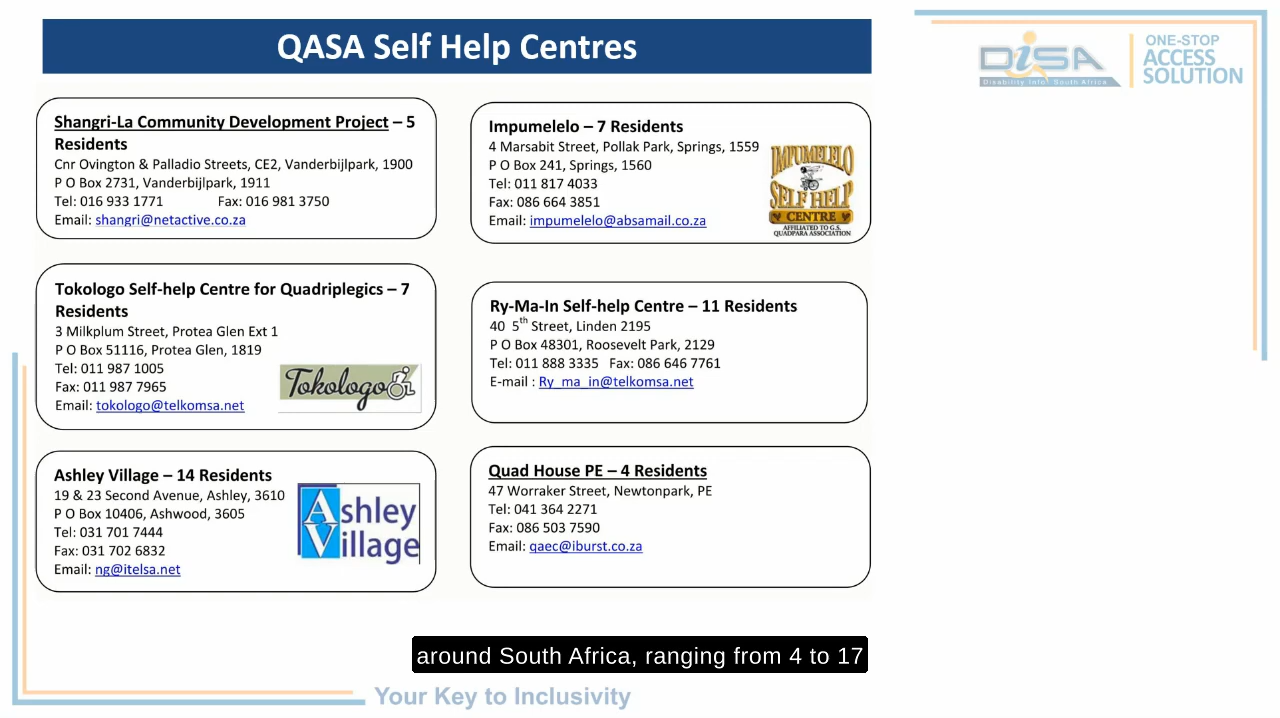 QASA Self Help Centres
DiSA
Disability Info South Africa
ONE-STOP
ACCESS
SOLUTION
Shangri-La Community Development Project – 5
Residents
Cnr Ovington & Palladio Streets, CE2, Vanderbijlpark, 1900
P O Box 2731, Vanderbijlpark, 1911
Tel: 016 933 1771 Fax: 016 981 3750
Email: shangri@netactive.co.za
Impumelelo – 7 Residents
4 Marsabit Street, Pollak Park, Springs, 1559
P O Box 241, Springs, 1560
Tel: 011 817 4033
Fax: 086 664 3851
Email: impumelelo@absamail.co.za
IMPUMELELO
SELF HELP
CENTRE
AFFILIATED TO G.S.
QUADPARA ASSOCIATION
Tokologo Self-help Centre for Quadriplegics – 7
Residents
3 Milkplum Street, Protea Glen Ext 1
P O Box 51116, Protea Glen, 1819
Tel: 011 987 1005
Fax: 011 987 7965
Email: tokologo@telkomsa.net
Tokologo
Ry-Ma-In Self-help Centre – 11 Residents
40 5th Street, Linden 2195
P O Box 48301, Roosevelt Park, 2129
Tel: 011 888 3335 Fax: 086 646 7761
E-mail : Ry_ma_in@telkomsa.net
Ashley Village – 14 Residents
19 & 23 Second Avenue, Ashley, 3610
P O Box 10406, Ashwood, 3605
Tel: 031 701 7444
Fax: 031 702 6832
Email: ng@itelsa.net
Ashley
Village
Quad House PE – 4 Residents
47 Worraker Street, Newtonpark, PE
Tel: 041 364 2271
Fax: 086 503 7590
Email: qaec@iburst.co.za
around South Africa, ranging from 4 to 17
Your Key to Inclusivity